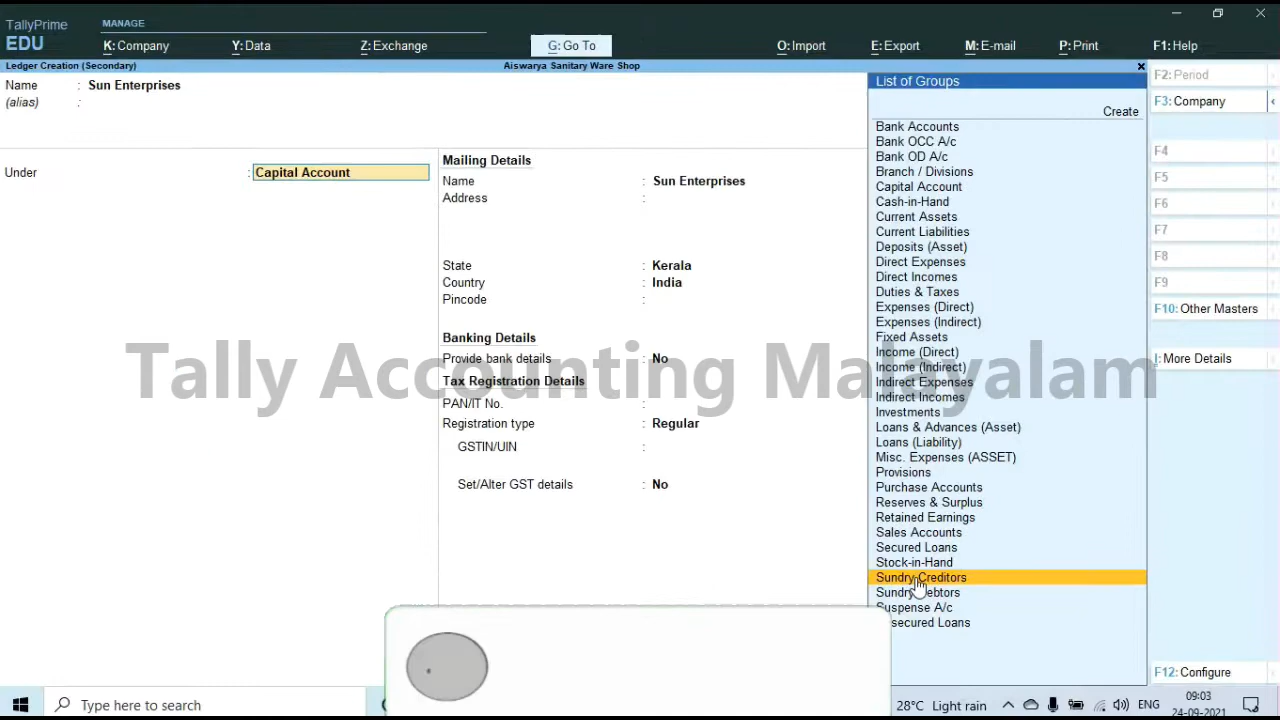 TallyPrime
EDU
MANAGE
K: Company
Y: Data
Z: Exchange
G: Go To
O: Import
E: Export
M: E-mail
P: Print
F1: Help
Ledger Creation (Secondary)
Aiswarya Sanitary Ware Shop
Name : Sun Enterprises
(alias) :
Under : Capital Account
Mailing Details
Name : Sun Enterprises
Address :
State : Kerala
Country : India
Pincode :
Banking Details
Provide bank details : No
Tax Registration Details
PAN/IT No. :
Registration type : Regular
GSTIN/UIN :
Set/Alter GST details : No
List of Groups
Create
Bank Accounts
Bank OCC A/c
Bank OD A/c
Branch / Divisions
Capital Account
Cash-in-Hand
Current Assets
Current Liabilities
Deposits (Asset)
Direct Expenses
Direct Incomes
Duties & Taxes
Expenses (Direct)
Expenses (Indirect)
Fixed Assets
Income (Direct)
Income (Indirect)
Indirect Expenses
Indirect Incomes
Investments
Loans & Advances (Asset)
Loans (Liability)
Misc. Expenses (ASSET)
Provisions
Purchase Accounts
Reserves & Surplus
Retained Earnings
Sales Accounts
Secured Loans
Stock-in-Hand
Sundry Creditors
Sundry Debtors
Suspense A/c
secured Loans
F2: Period
F3: Company
F4
F5
F6
F7
F8
F9
F10: Other Masters
I: More Details
F12: Configure
Tally Accounting Malayalam
Type here to search
28°C Light rain
ENG
09:03
24-09-2021